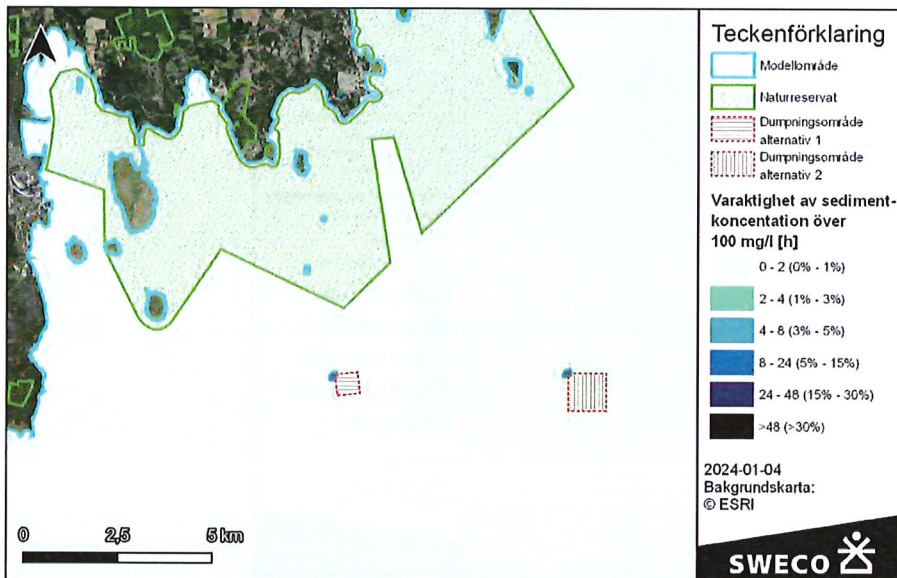 Teckenförklaring
Modellområde
Naturreservat
Dumpningsområde
alternativ 1
Dumpningsområde
alternativ 2
Varaktighet av sediment-
koncentation över
100 mg/l [h]
0 - 2 (0% - 1%)
2 - 4 (1% - 3%)
4 - 8 (3% - 5%)
8 - 24 (5% - 15%)
24 - 48 (15% - 30%)
>48 (>30%)
2024-01-04
Bakgrundskarta:
© ESRI
0 2,5 5 km
SWECO